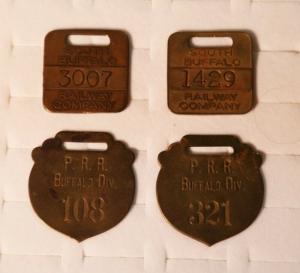 SOUTH
BUFFALO
3007
RAILWAY
COMPANY
SOUTH
BUFFALO
1429
RAILWAY
COMPANY
P. R. R.
BUFFALO DIV.
108
P. R. R.
BUFFALO DIV.
321